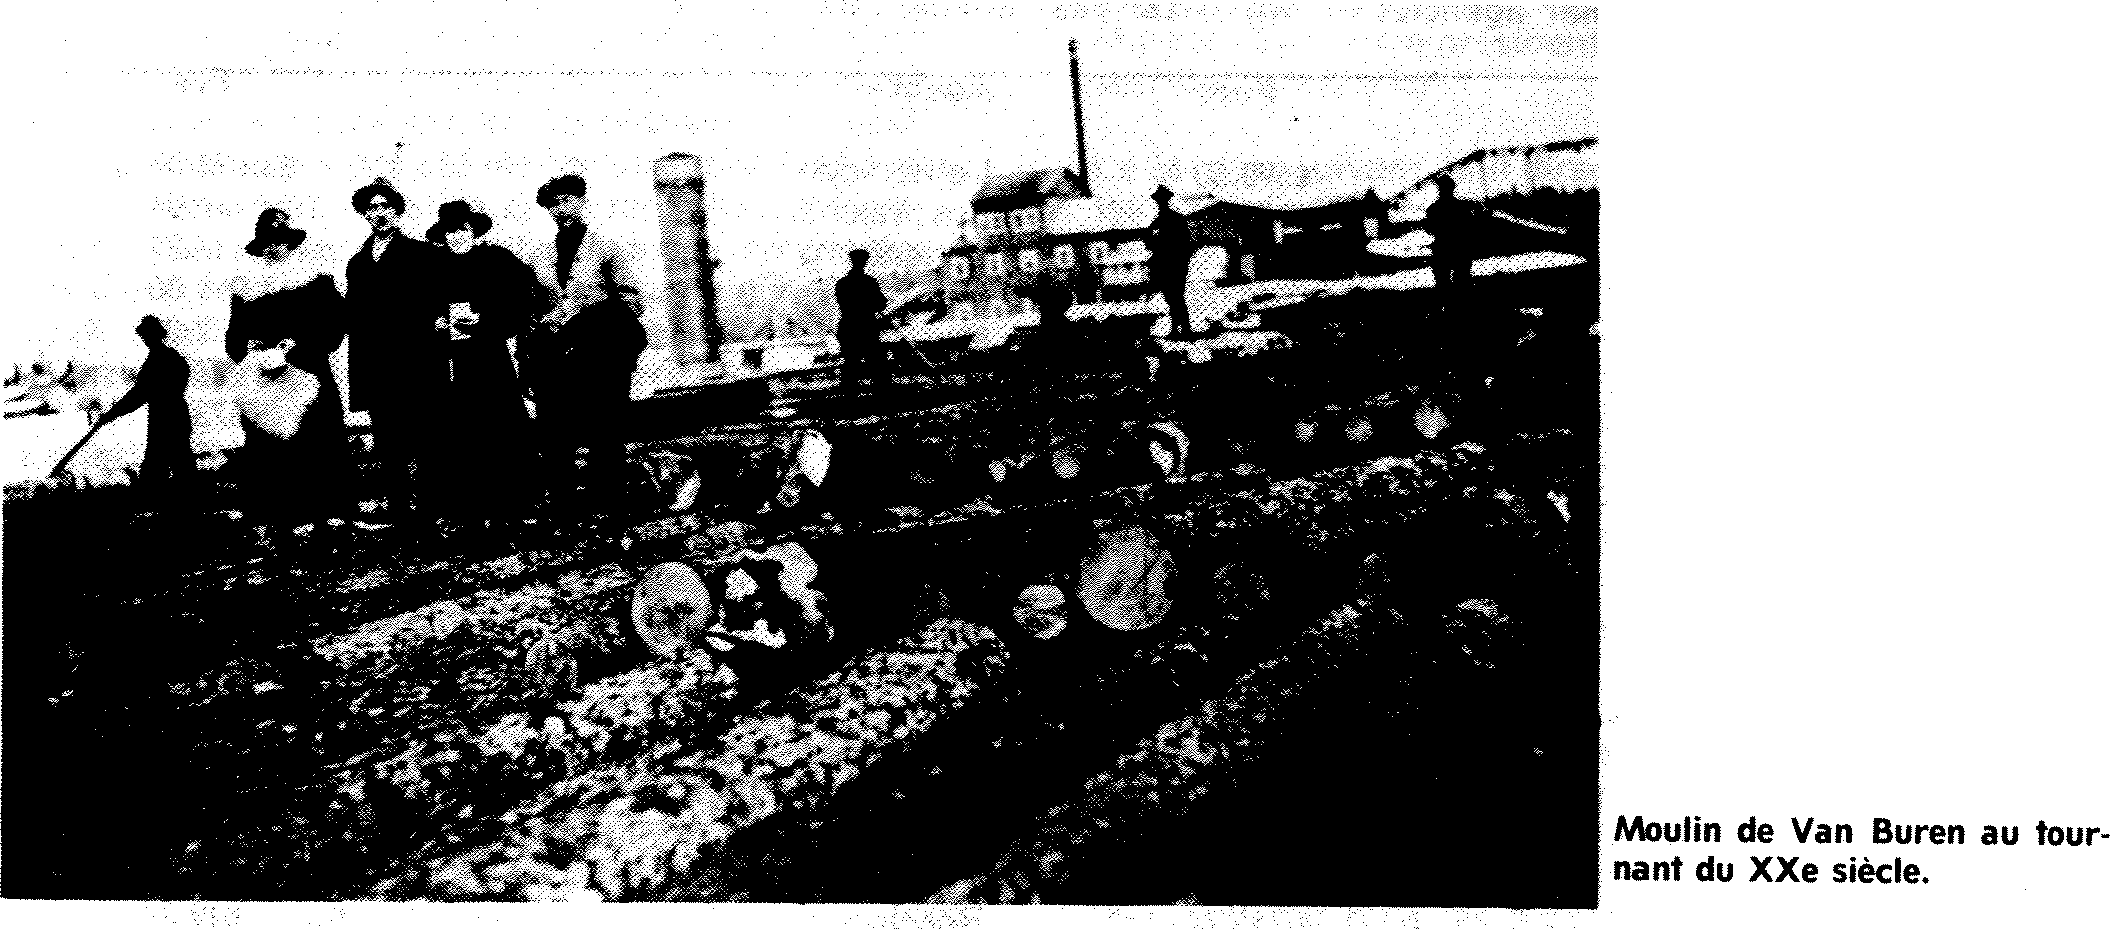 Moulin de Van Buren au tour-
nant du XXe siècle.